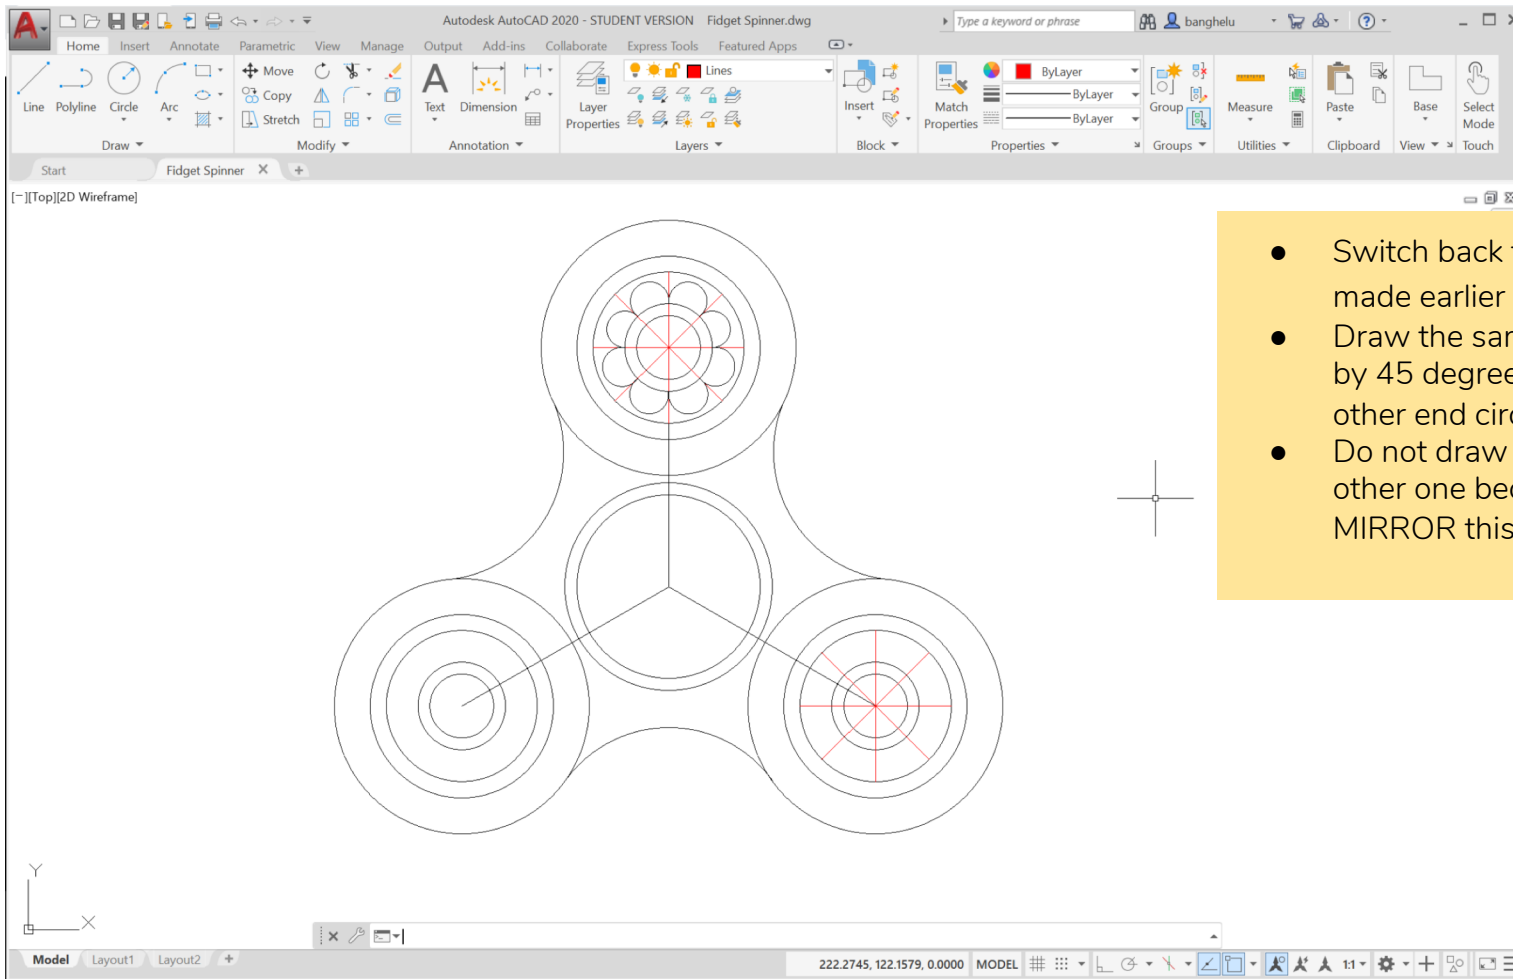 Autodesk AutoCAD 2020 - STUDENT VERSION Fidget Spinner.dwg
Type a keyword or phrase
banghelu
Home Insert Annotate Parametric View Manage Output Add-ins Collaborate Express Tools Featured Apps
Line Polyline Circle Arc
Move
Copy
Stretch
Text Dimension
Layer
Properties
Lines
Insert
Match
Properties
ByLayer
ByLayer
ByLayer
Group
Measure
Paste
Base
Select
Mode
Draw Modify Annotation Layers Block Properties Groups Utilities Clipboard View Touch
Start Fidget Spinner
[−][Top][2D Wireframe]
● Switch back
made earlier
● Draw the
by 45
other end
● Do not draw
other one
MIRROR this
Y
X
Model Layout1 Layout2 +
222.2745, 122.1579, 0.0000 MODEL 1:1